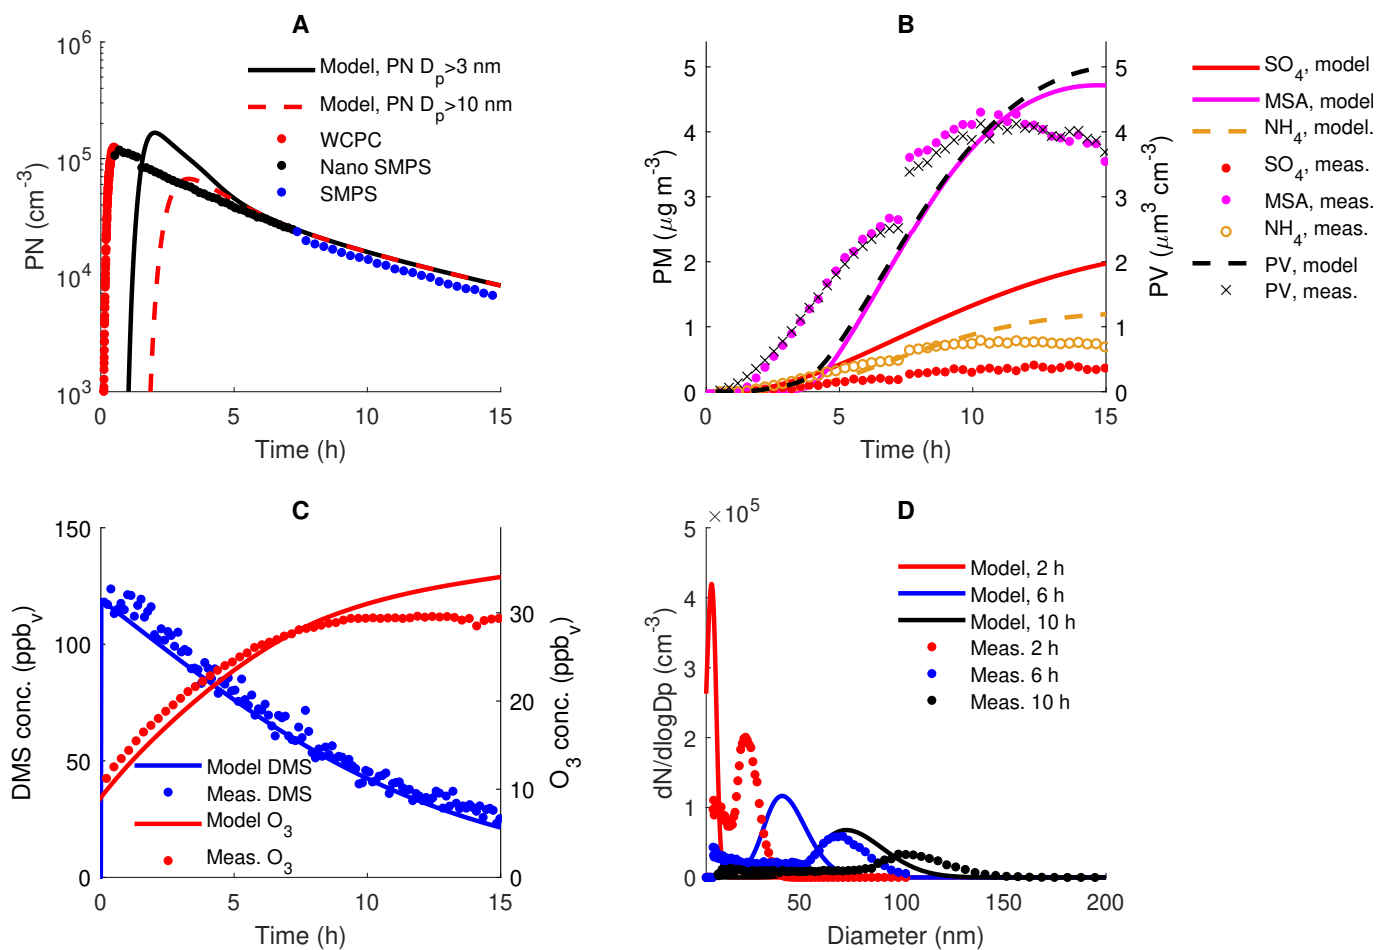 A
10^6
10^5
10^4
10^3
PN (cm^-3)
Model, PN D_p>3 nm
Model, PN D_p>10 nm
WCPC
Nano SMPS
SMPS
0 5 10 15
Time (h)
B
5
4
3
2
1
0
PM (μg m^-3)
5
4
3
2
1
0
PV (μm^3 cm^-3)
0 5 10 15
Time (h)
SO_4, model
MSA, model
NH_4, model.
SO_4, meas.
MSA, meas.
NH_4, meas.
PV, model
PV, meas.
C
150
100
50
0
DMS conc. (ppb_v)
Model DMS
Meas. DMS
Model O_3
Meas. O_3
30
20
10
0
O_3 conc. (ppb_v)
0 5 10 15
Time (h)
D
×10^5
5
4
3
2
1
0
dN/dlogDp (cm^-3)
Model, 2 h
Model, 6 h
Model, 10 h
Meas. 2 h
Meas. 6 h
Meas. 10 h
50 100 150 200
Diameter (nm)